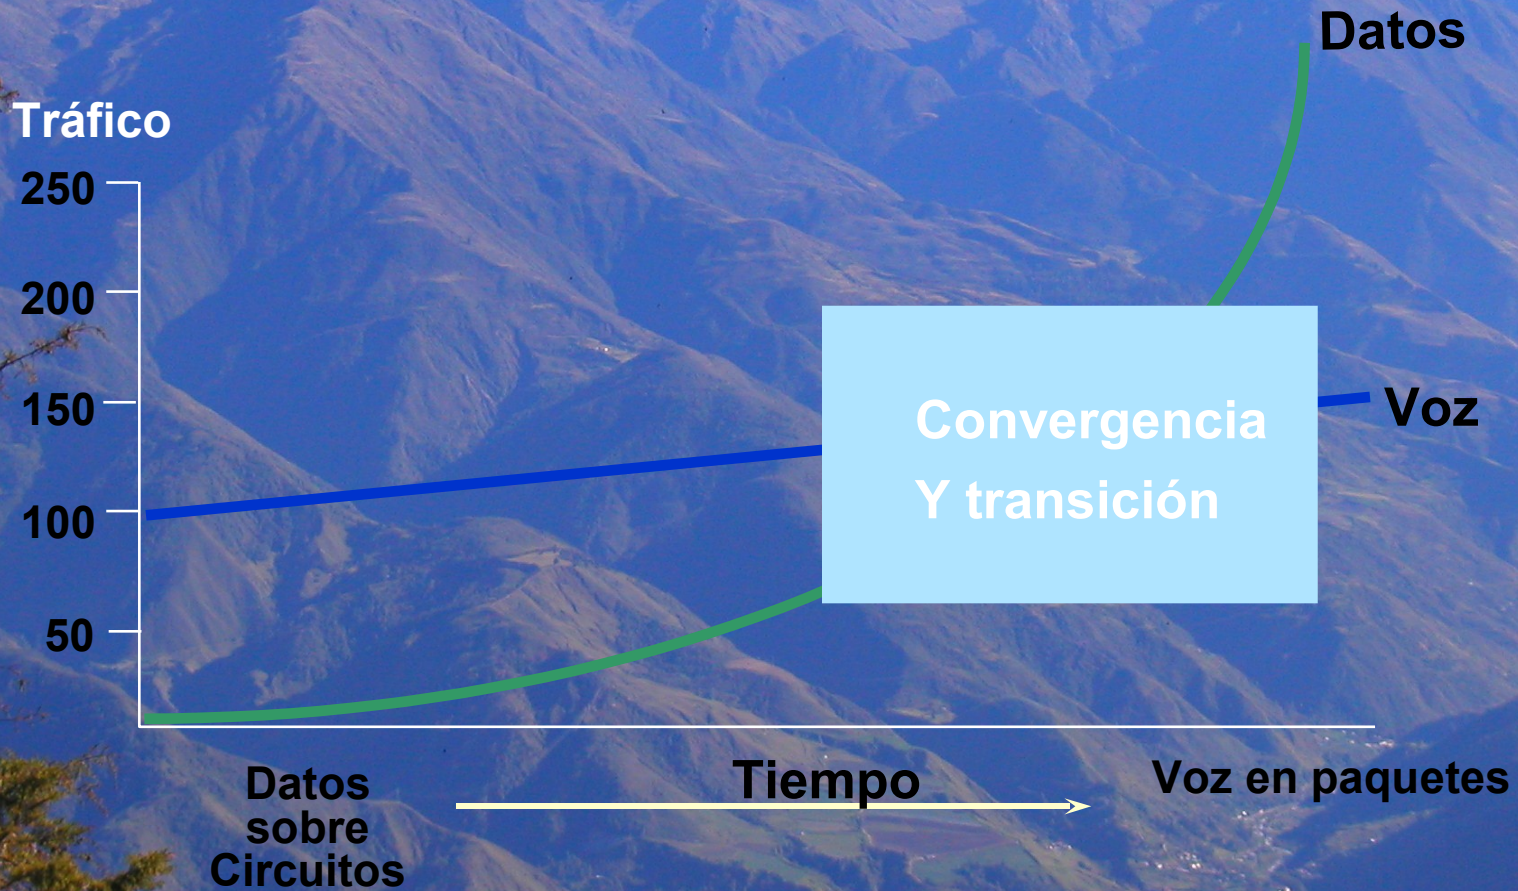 Datos
Tráfico
250
200
150
Voz
Convergencia
Y transición
100
50
Tiempo
Voz en paquetes
Datos
sobre
Circuitos